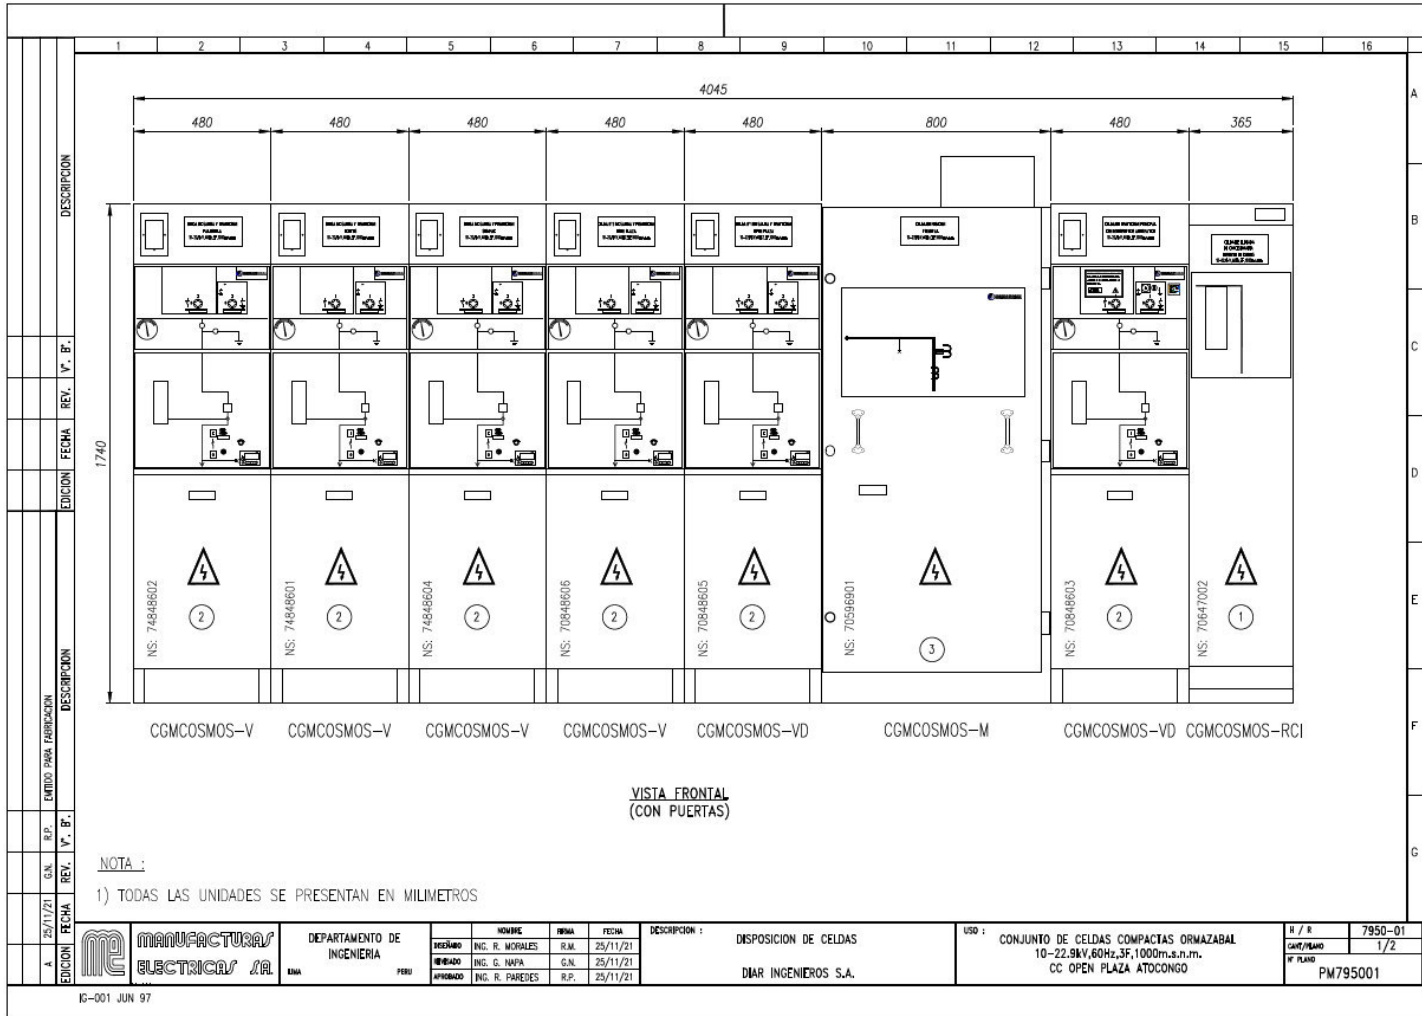 1 2 3 4 5 6 7 8 9 10 11 12 13 14 15 16
A
B
C
D
E
F
G
4045
480 480 480 480 480 800 480 365
1740
NS: 74848602
NS: 74848601
NS: 74848604
NS: 70848606
NS: 70848605
NS: 70596901
NS: 70848603
NS: 70647002
2 2 2 2 2 3 2 1
CGMCOSMOS-V CGMCOSMOS-V CGMCOSMOS-V CGMCOSMOS-V CGMCOSMOS-VD CGMCOSMOS-M CGMCOSMOS-VD CGMCOSMOS-RCI
VISTA FRONTAL
(CON PUERTAS)
NOTA :
1) TODAS LAS UNIDADES SE PRESENTAN EN MILIMETROS
EDICION FECHA REV. V°. B°. DESCRIPCION
A 25/11/21 G.N. R.P. EMITIDO PARA FABRICACION
EDICION FECHA REV. V°. B°. DESCRIPCION
MANUFACTURAS
ELECTRICAS SA
DEPARTAMENTO DE
INGENIERIA
LIMA PERU
NOMBRE FIRMA FECHA
DISEÑADO ING. R. MORALES R.M. 25/11/21
REVISADO ING. G. NAPA G.N. 25/11/21
APROBADO ING. R. PAREDES R.P. 25/11/21
DESCRIPCION :
DISPOSICION DE CELDAS
DIAR INGENIEROS S.A.
USO :
CONJUNTO DE CELDAS COMPACTAS ORMAZABAL
10-22.9kV,60Hz,3F,1000m.s.n.m.
CC OPEN PLAZA ATOCONGO
H / R 7950-01
CANT/PLANO 1/2
N° PLANO
PM795001
IG-001 JUN 97